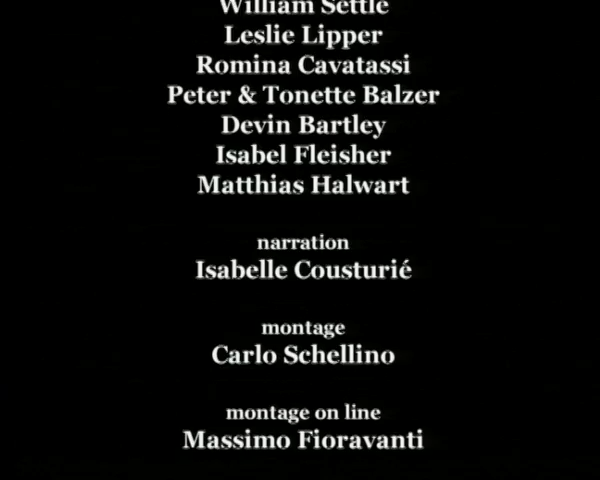 William Settle
Leslie Lipper
Romina Cavatassi
Peter & Tonette Balzer
Devin Bartley
Isabel Fleisher
Matthias Halwart
narration
Isabelle Cousturié
montage
Carlo Schellino
montage on line
Massimo Fioravanti